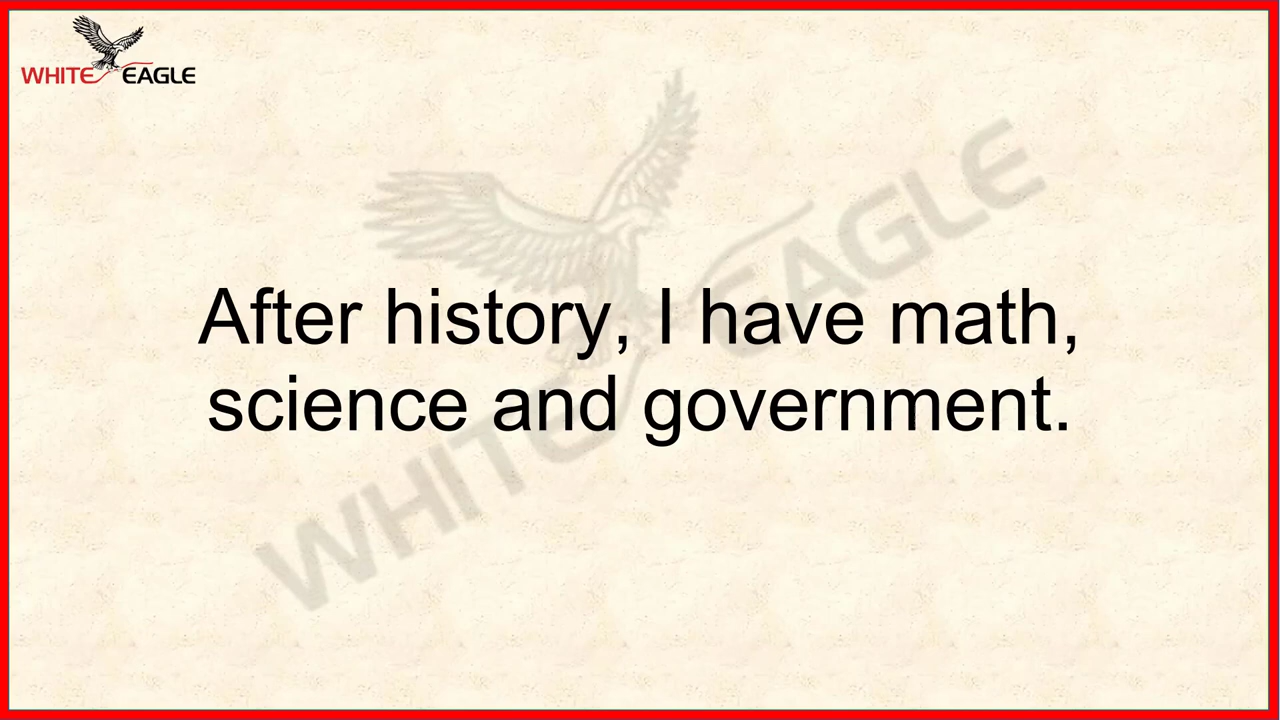 WHITE EAGLE
After history, I have math,
science and government.
WHITE EAGLE